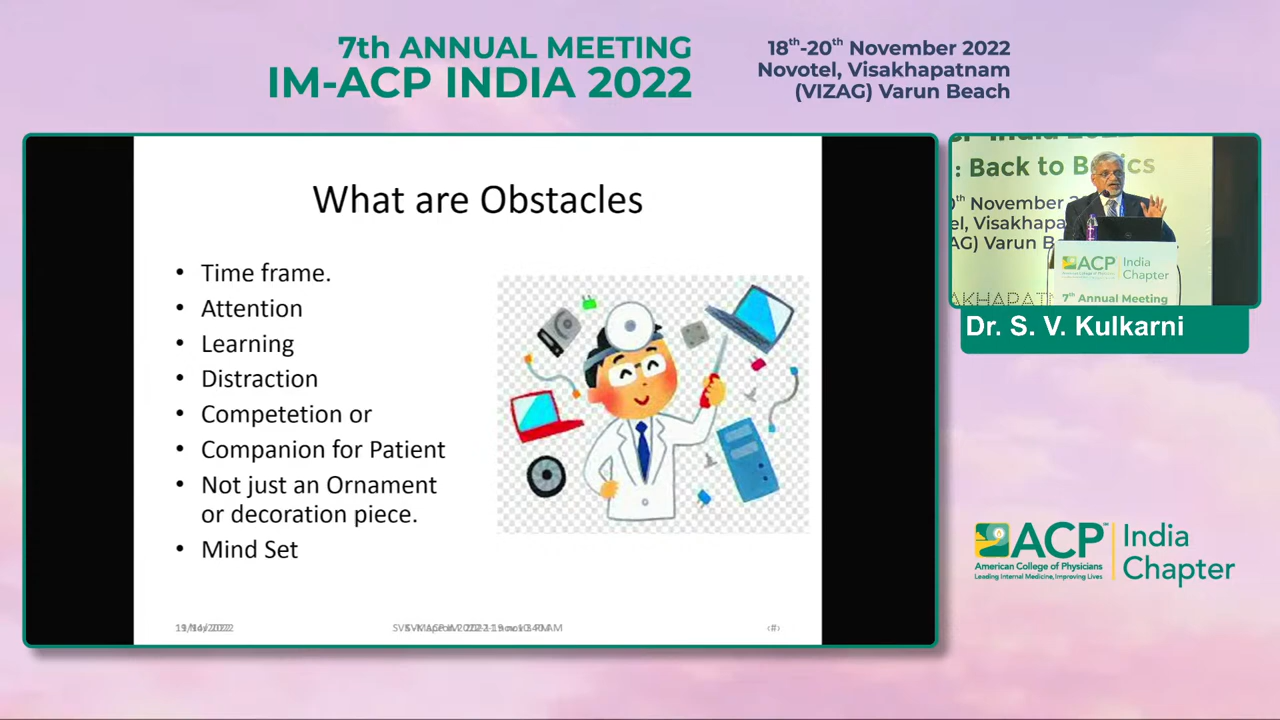 7th ANNUAL MEETING
IM-ACP INDIA 2022
18th-20th November 2022
Novotel, Visakhapatnam
(VIZAG) Varun Beach
What are Obstacles
• Time frame.
• Attention
• Learning
• Distraction
• Competetion or
• Companion for Patient
• Not just an Ornament
or decoration piece.
• Mind Set
: Back to Basics
November
Visakhapa
Varun B
ACP India
Chapter
7th Annual Meeting
Dr. S. V. Kulkarni
ACP
American College of Physicians
Leading Internal Medicine, Improving Lives
India
Chapter